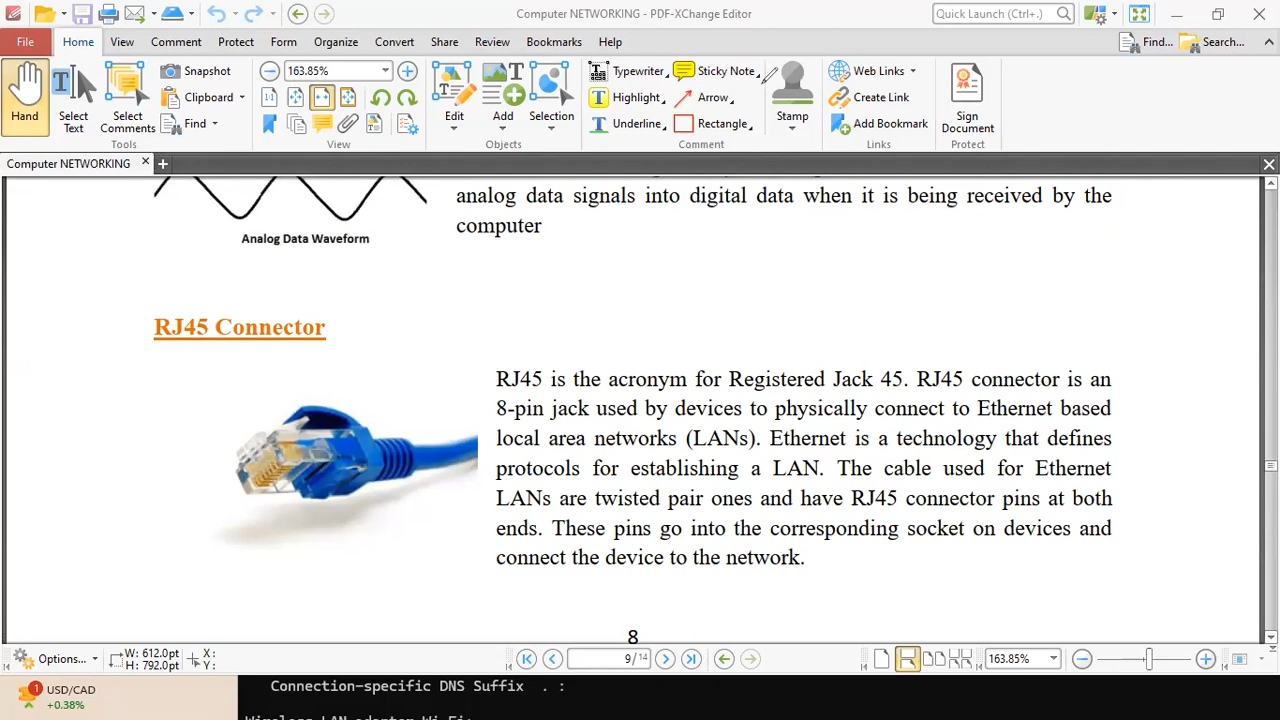 Computer NETWORKING - PDF-XChange Editor
Quick Launch (Ctrl+.)
File Home View Comment Protect Form Organize Convert Share Review Bookmarks Help
Find... Search...
Hand
Select Text
Select Comments
Snapshot
Clipboard
Find
Tools
163.85%
View
Edit
Add
Selection
Objects
Typewriter
Highlight
Underline
Sticky Note
Arrow
Rectangle
Stamp
Comment
Web Links
Create Link
Add Bookmark
Links
Sign Document
Protect
Computer NETWORKING
analog data signals into digital data when it is being received by the
computer
Analog Data Waveform
RJ45 Connector
RJ45 is the acronym for Registered Jack 45. RJ45 connector is an
8-pin jack used by devices to physically connect to Ethernet based
local area networks (LANs). Ethernet is a technology that defines
protocols for establishing a LAN. The cable used for Ethernet
LANs are twisted pair ones and have RJ45 connector pins at both
ends. These pins go into the corresponding socket on devices and
connect the device to the network.
8
Options...
W: 612.0pt
H: 792.0pt
X:
Y:
9/14
163.85%
1
USD/CAD
+0.38%
Connection-specific DNS Suffix . :
Wireless LAN adapter Wi-Fi: